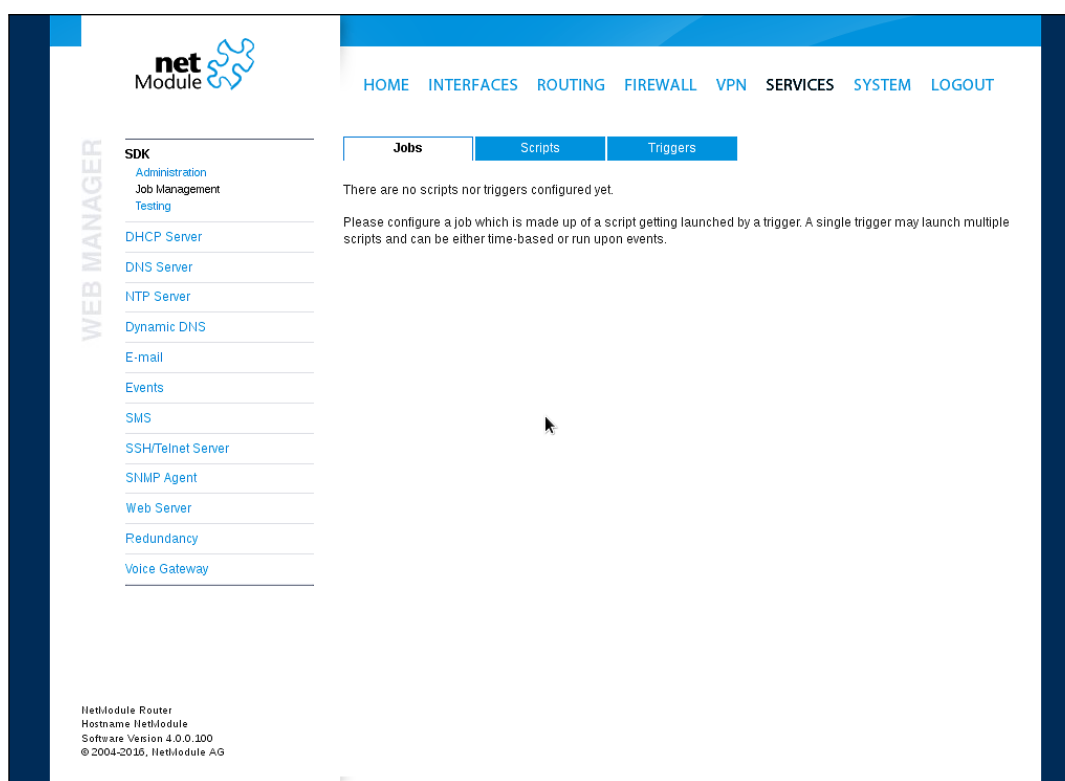 net
Module
HOME INTERFACES ROUTING FIREWALL VPN SERVICES SYSTEM LOGOUT
WEB MANAGER
SDK
Administration
Job Management
Testing
DHCP Server
DNS Server
NTP Server
Dynamic DNS
E-mail
Events
SMS
SSH/Telnet Server
SNMP Agent
Web Server
Redundancy
Voice Gateway
Jobs Scripts Triggers
There are no scripts nor triggers configured yet.
Please configure a job which is made up of a script getting launched by a trigger. A single trigger may launch multiple
scripts and can be either time-based or run upon events.
NetModule Router
Hostname NetModule
Software Version 4.0.0.100
© 2004-2016, NetModule AG